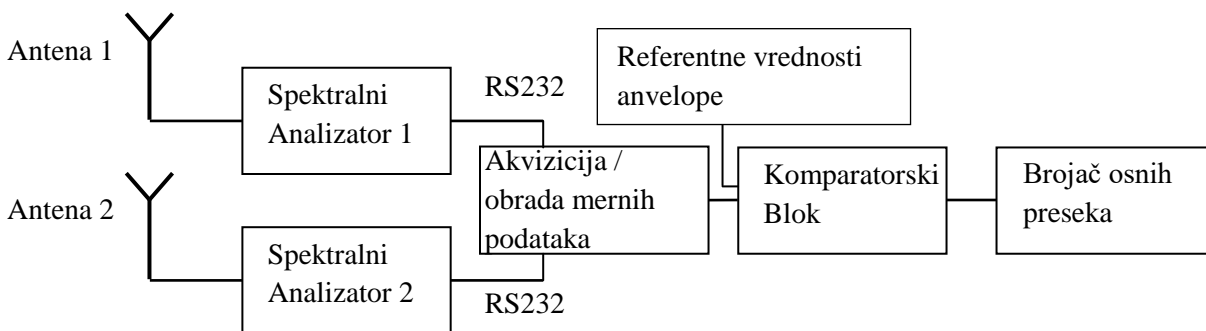 Antena 1
Spektralni
Analizator 1
RS232
Referentne vrednosti
anvelope
Akvizicija /
obrada mernih
podataka
Komparatorski
Blok
Brojač osnih
preseka
Antena 2
Spektralni
Analizator 2
RS232